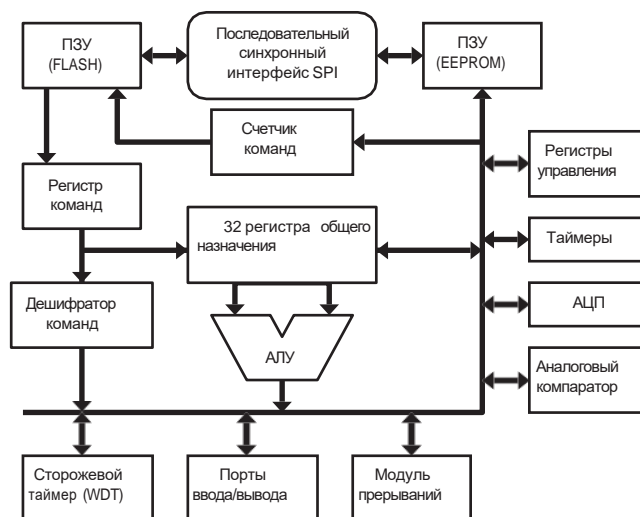 ПЗУ
(FLASH)
Последовательный
синхронный
интерфейс SPI
ПЗУ
(EEPROM)
Счетчик
команд
Регистры
управления
Регистр
команд
32 регистра общего
назначения
Таймеры
Дешифратор
команд
АЦП
АЛУ
Аналоговый
компаратор
Сторожевой
таймер (WDT)
Порты
ввода/вывода
Модуль
прерываний